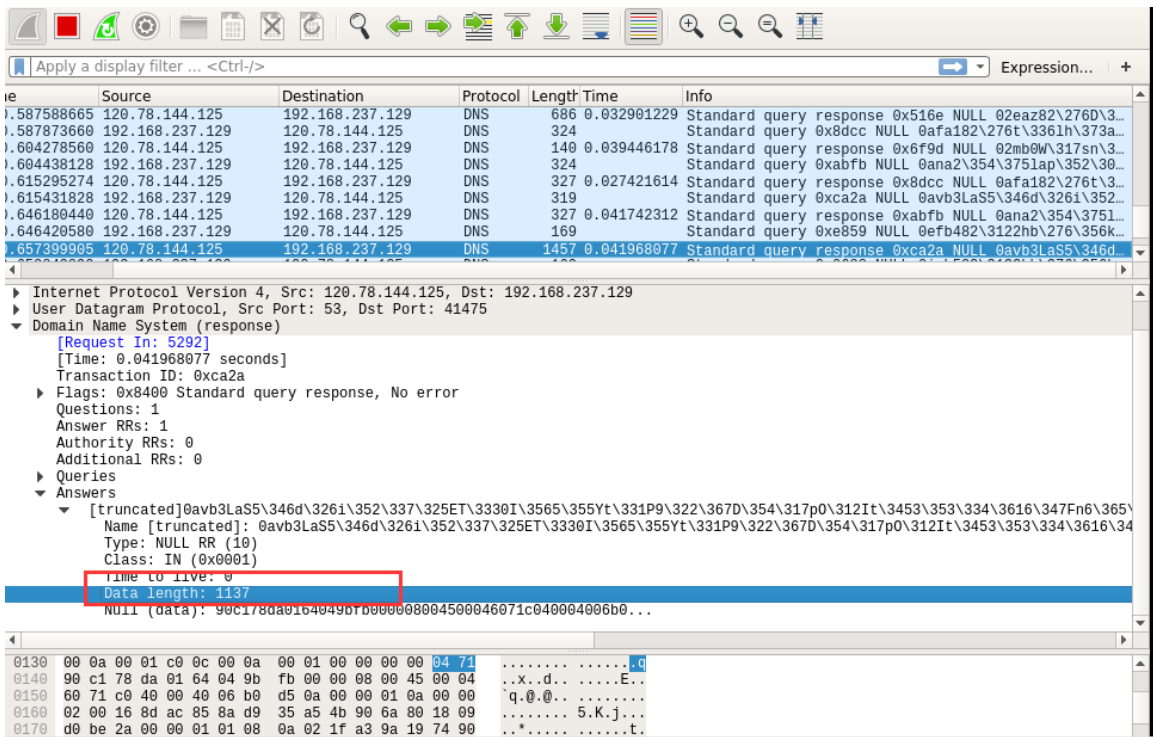 Apply a display filter ... <Ctrl-/> Expression... +
Source Destination Protocol Length Time Info
.587588665 120.78.144.125 192.168.237.129 DNS 686 0.032901229 Standard query response 0x516e NULL 02eaz82\276D\3…
.587873660 192.168.237.129 120.78.144.125 DNS 324 Standard query 0x8dcc NULL 0afa182\276t\336lh\373a…
.604278560 120.78.144.125 192.168.237.129 DNS 140 0.039446178 Standard query response 0x6f9d NULL 02mb0W\317sn\3…
.604438128 192.168.237.129 120.78.144.125 DNS 324 Standard query 0xabfb NULL 0ana2\354\375lap\352\30…
.615295274 120.78.144.125 192.168.237.129 DNS 327 0.027421614 Standard query response 0x8dcc NULL 0afa182\276t\3…
.615431828 192.168.237.129 120.78.144.125 DNS 319 Standard query 0xca2a NULL 0avb3LaS5\346d\326i\352…
.646180440 120.78.144.125 192.168.237.129 DNS 327 0.041742312 Standard query response 0xabfb NULL 0ana2\354\375l…
.646420580 192.168.237.129 120.78.144.125 DNS 169 Standard query 0xe859 NULL 0efb482\3122hb\276\356k…
.657399905 120.78.144.125 192.168.237.129 DNS 1457 0.041968077 Standard query response 0xca2a NULL 0avb3LaS5\346d…
Internet Protocol Version 4, Src: 120.78.144.125, Dst: 192.168.237.129
User Datagram Protocol, Src Port: 53, Dst Port: 41475
Domain Name System (response)
[Request In: 5292]
[Time: 0.041968077 seconds]
Transaction ID: 0xca2a
Flags: 0x8400 Standard query response, No error
Questions: 1
Answer RRs: 1
Authority RRs: 0
Additional RRs: 0
Queries
Answers
[truncated]0avb3LaS5\346d\326i\352\337\325ET\3330I\3565\355Yt\331P9\322\367D\354\317pO\312It\3453\353\334\3616\347Fn6\365\
Name [truncated]: 0avb3LaS5\346d\326i\352\337\325ET\3330I\3565\355Yt\331P9\322\367D\354\317pO\312It\3453\353\334\3616\34
Type: NULL RR (10)
Class: IN (0x0001)
Time to live: 0
Data length: 1137
Null (data): 90c178da0164049bfb000008004500046071c040004006b0...
0130 00 0a 00 01 c0 0c 00 0a 00 01 00 00 00 00 04 71 ........ .......q
0140 90 c1 78 da 01 64 04 9b fb 00 00 08 00 45 00 04 ..x..d.. .....E..
0150 60 71 c0 40 00 40 06 b0 d5 0a 00 00 01 0a 00 00 `q.@.@.. ........
0160 02 00 16 8d ac 85 8a d9 35 a5 4b 90 6a 80 18 09 ........ 5.K.j...
0170 d0 be 2a 00 00 01 01 08 0a 02 1f a3 9a 19 74 90 ..*..... ......t.